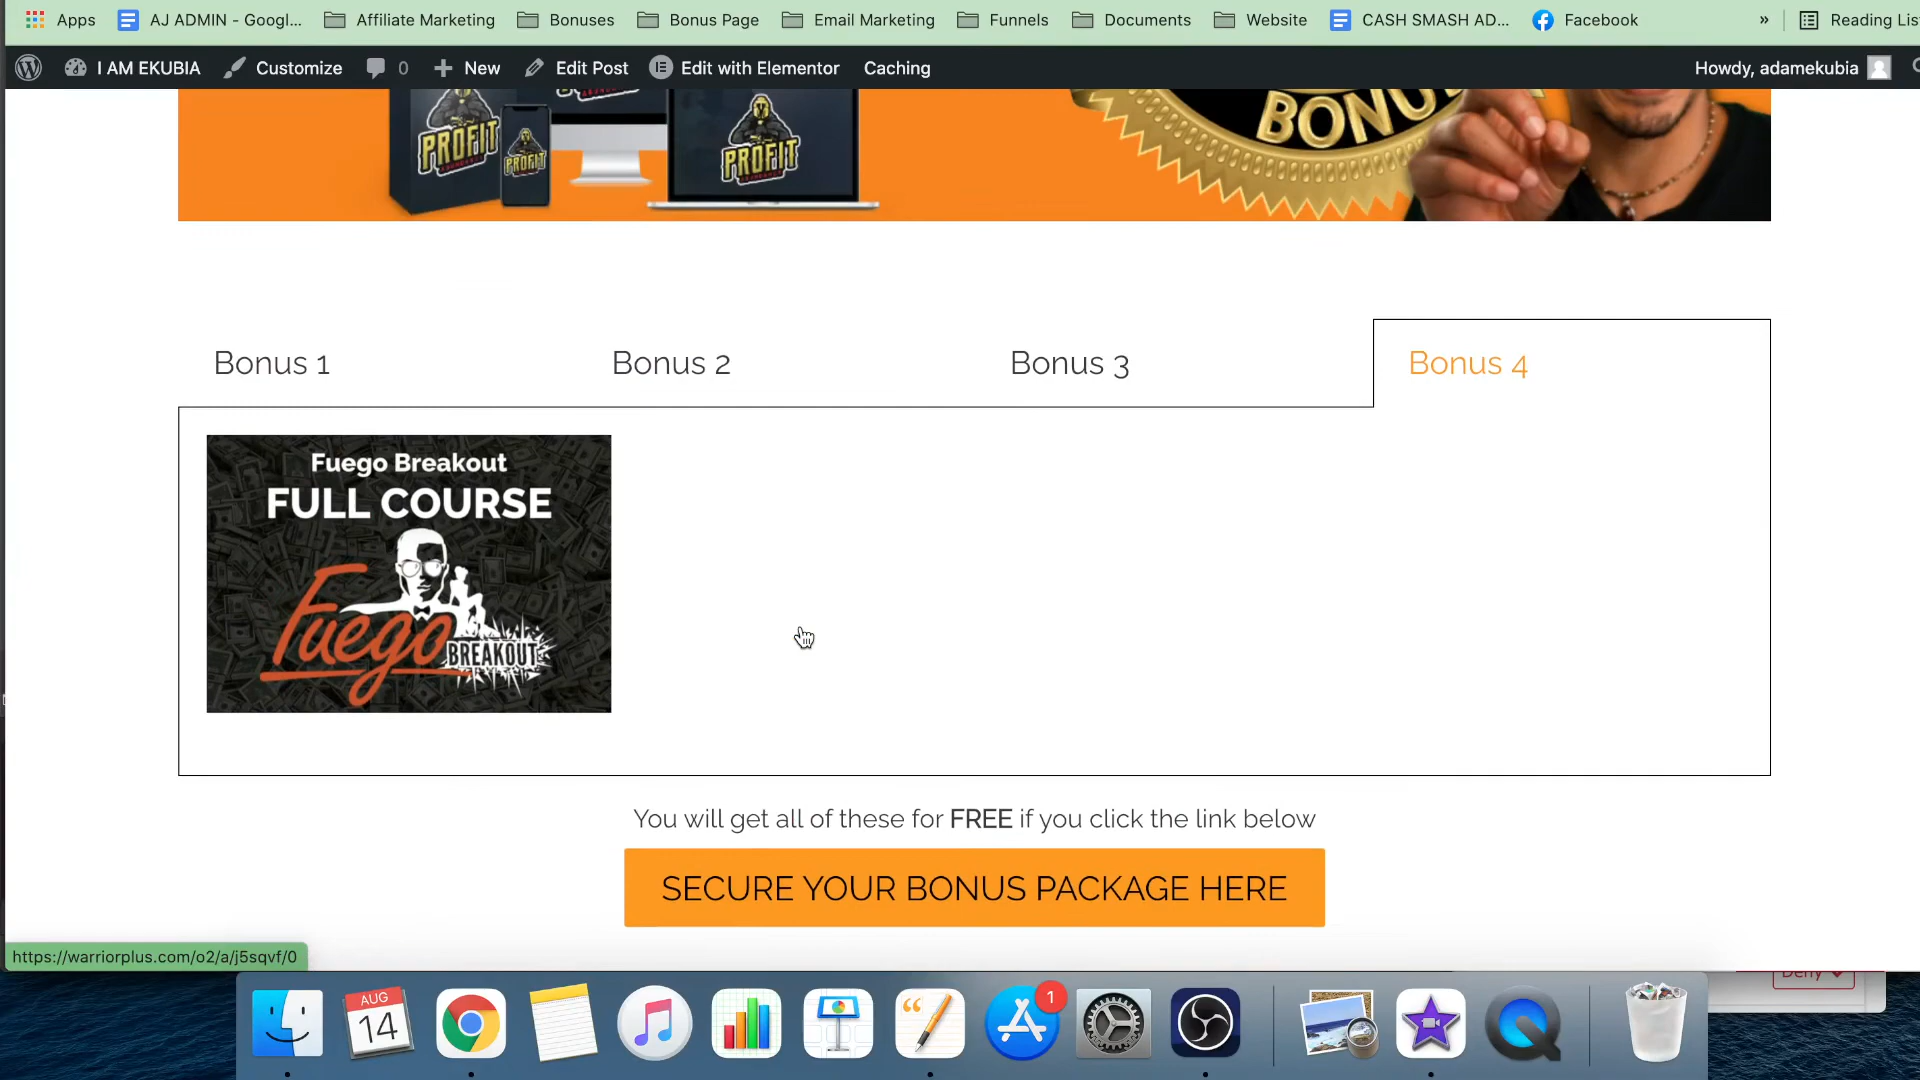 Apps AJ ADMIN - Googl... Affiliate Marketing Bonuses Bonus Page Email Marketing Funnels Documents Website CASH SMASH AD... Facebook » Reading Lis
I AM EKUBIA Customize 0 New Edit Post Edit with Elementor Caching Howdy, adamekubia
PROFIT PROFIT PROFIT
BONU
Bonus 1 Bonus 2 Bonus 3 Bonus 4
Fuego Breakout
FULL COURSE
Fuego
BREAKOUT
You will get all of these for FREE if you click the link below
SECURE YOUR BONUS PACKAGE HERE
https://warriorplus.com/o2/a/j5sqvf/0
Deny
AUG
14
1